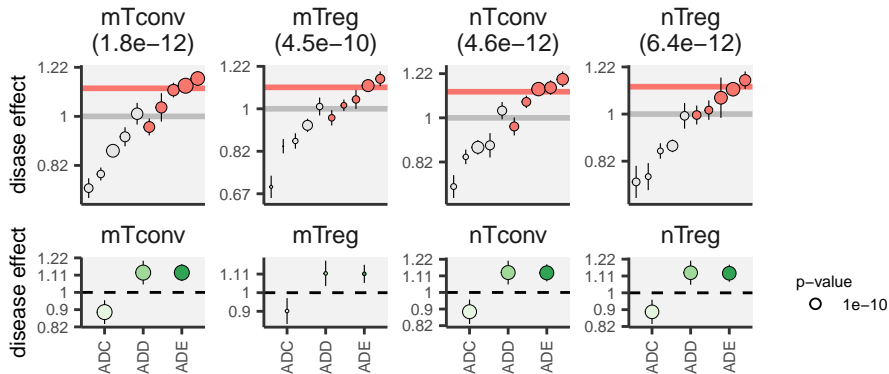 mTconv mTreg nTconv nTreg
(1.8e−12) (4.5e−10) (4.6e−12) (6.4e−12)
disase effect
1.22 1.22 1.22 1.22
1 1 1 1
0.82 0.82 0.82 0.82
0.67
mTconv mTreg nTconv nTreg
disease effect
1.22 1.22 1.22
1.11 1.11 1.11 1.11
1 1 1 1
0.9 0.9 0.9 0.9
0.82 0.82 0.82
ADC ADD ADE ADC ADD ADE ADC ADD ADE ADC ADD ADE
p−value
1e−10